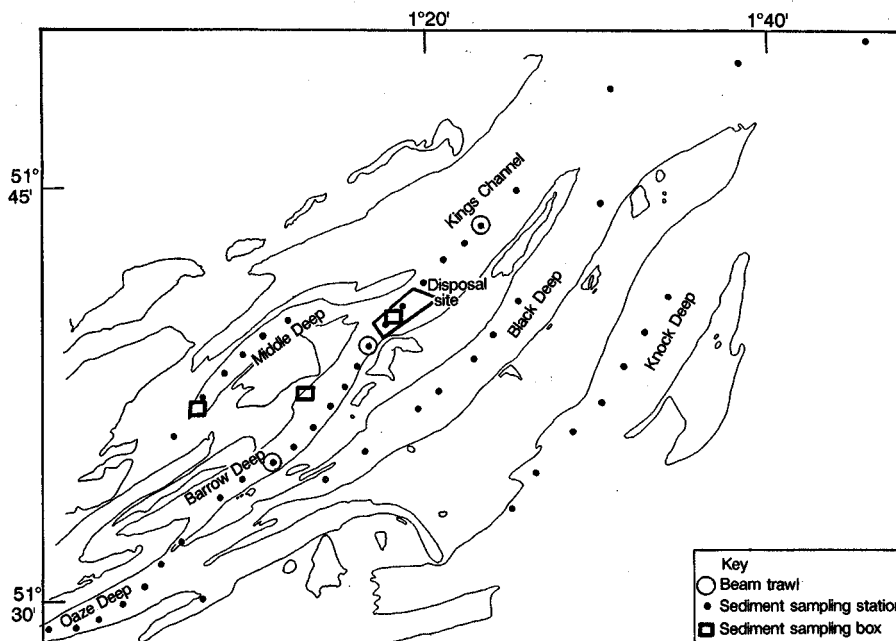 1°20'
1°40'
51°
45'
Kings Channel
Disposal
site
Middle Deep
Black Deep
Knock Deep
Barrow Deep
Oaze Deep
51°
30'
Key
Beam trawl
Sediment sampling station
Sediment sampling box